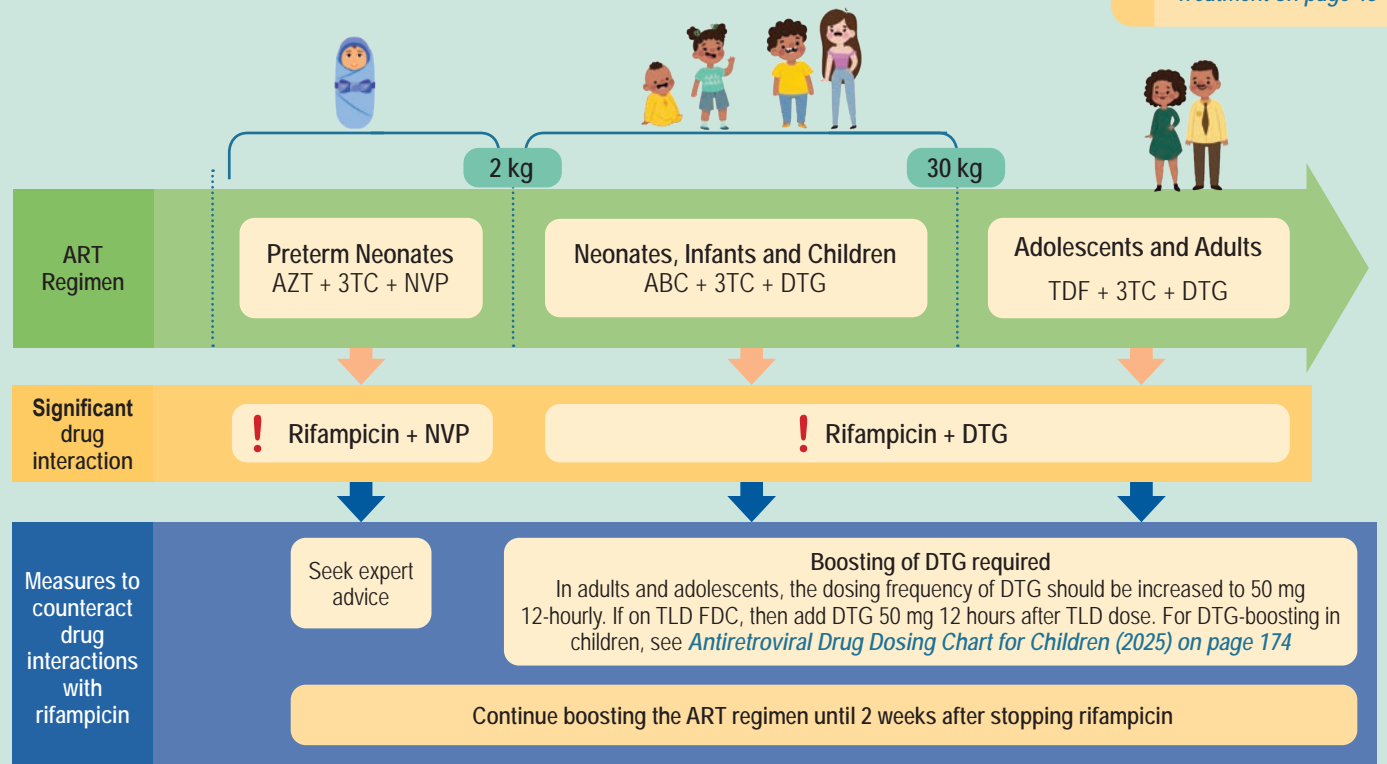 Treatment on page 4
2 kg
30 kg
ART
Regimen
Preterm Neonates
AZT + 3TC + NVP
Neonates, Infants and Children
ABC + 3TC + DTG
Adolescents and Adults
TDF + 3TC + DTG
Significant
drug
interaction
! Rifampicin + NVP
! Rifampicin + DTG
Measures to
counteract
drug
interactions
with
rifampicin
Seek expert
advice
Boosting of DTG required
In adults and adolescents, the dosing frequency of DTG should be increased to 50 mg
12-hourly. If on TLD FDC, then add DTG 50 mg 12 hours after TLD dose. For DTG-boosting in
children, see Antiretroviral Drug Dosing Chart for Children (2025) on page 174
Continue boosting the ART regimen until 2 weeks after stopping rifampicin